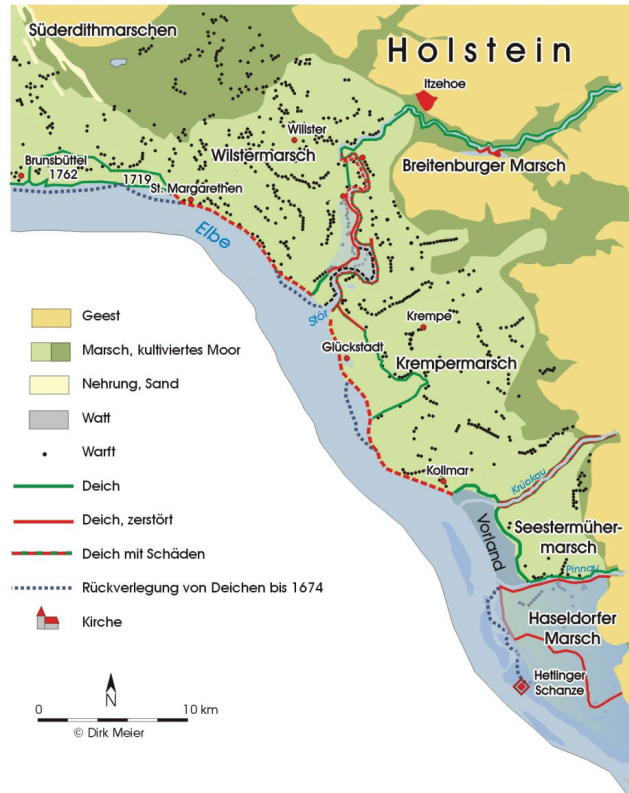 Süderdithmarschen
Holstein
Itzehoe
Wilster
Wilstermarsch
Breitenburger Marsch
Brunsbüttel
1762
1719
St. Margarethen
Elbe
Stör
Krempe
Glückstadt
Krempermarsch
Kollmar
Krückau
Vorland
Seestermüher-
marsch
Pinnau
Haseldorfer
Marsch
Hetlinger
Schanze
Geest
Marsch, kultiviertes Moor
Nehrung, Sand
Watt
Warft
Deich
Deich, zerstört
Deich mit Schäden
Rückverlegung von Deichen bis 1674
Kirche
N
0
10 km
© Dirk Meier